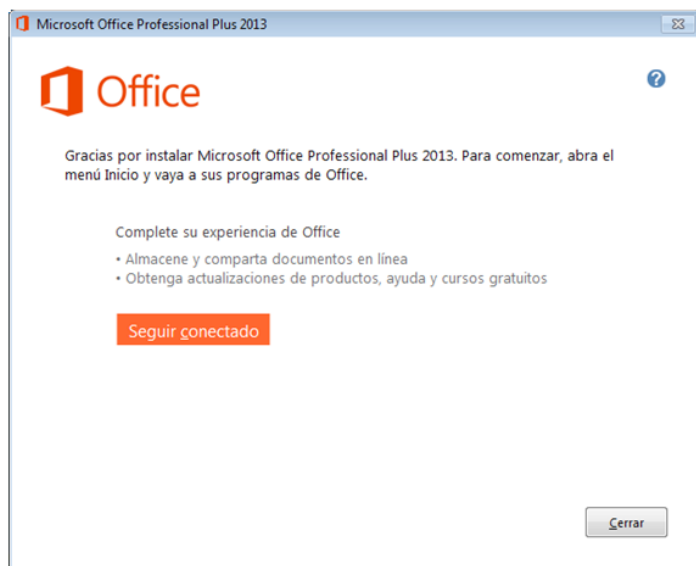 Microsoft Office Professional Plus 2013
Office
?
Gracias por instalar Microsoft Office Professional Plus 2013. Para comenzar, abra el
menú Inicio y vaya a sus programas de Office.
Complete su experiencia de Office
• Almacene y comparta documentos en línea
• Obtenga actualizaciones de productos, ayuda y cursos gratuitos
Seguir conectado
Cerrar